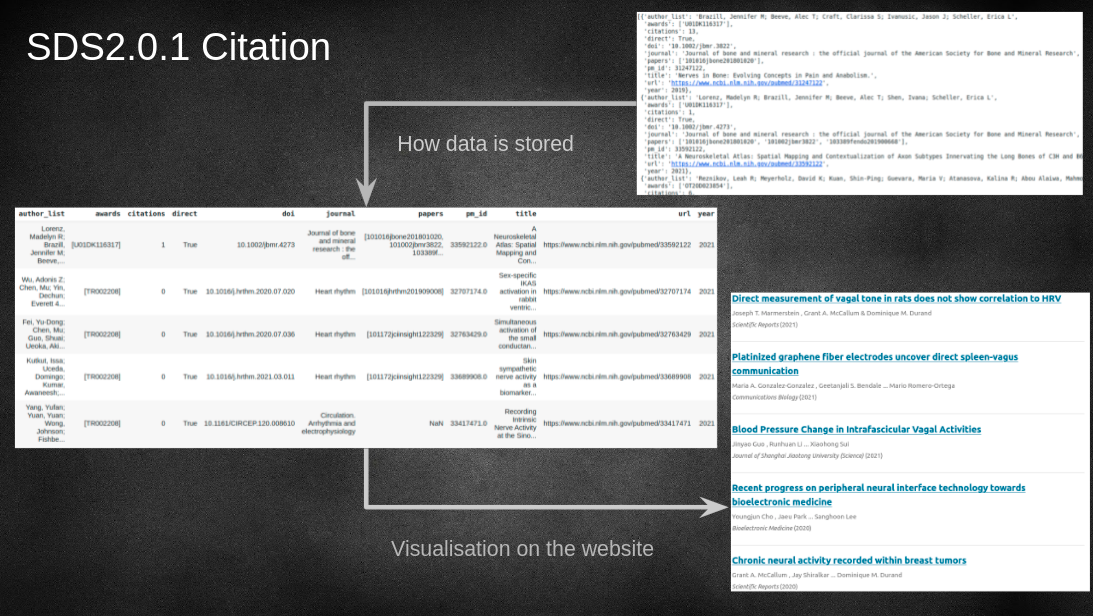 SDS2.0.1 Citation
[{'author_list': 'Brazill, Jennifer M; Beeve, Alec T; Craft, Clarissa S; Ivanusic, Jason J; Scheller, Erica L',
'awards': ['U01DK116317'],
'citations': 13,
'direct': True,
'doi': '10.1002/jbmr.3822',
'journal': 'Journal of bone and mineral research : the official journal of the American Society for Bone and Mineral Research',
'papers': ['101016jbone201801020'],
'pm_id': 31247122,
'title': 'Nerves in Bone: Evolving Concepts in Pain and Anabolism.',
'url': 'https://www.ncbi.nlm.nih.gov/pubmed/31247122',
'year': 2019},
{'author_list': 'Lorenz, Madelyn R; Brazill, Jennifer M; Beeve, Alec T; Shen, Ivana; Scheller, Erica L',
'awards': ['U01DK116317'],
'citations': 1,
'direct': True,
'doi': '10.1002/jbmr.4273',
'journal': 'Journal of bone and mineral research : the official journal of the American Society for Bone and Mineral Research',
'papers': ['101016jbone201801020', '101002jbmr3822',
'pm_id': 33592122,
'title': 'A Neuroskeletal Atlas: Spatial Mapping and Contextualization of Axon Subtypes Innervating the Long Bones of C3H and
'url': 'https://www.ncbi.nlm.nih.gov/pubmed/33592122',
'year': 2021},
{'author_list': 'Reznikov, Leah R; Meyerholz, David K; Kuan, Shin-Ping; Guevara, Maria V; Atanasova, Kalina R; Abou Alaiwa,
'awards': ['OT2OD023854'],
'citations': 6,
How data is stored
author_list awards citations direct doi journal papers pm_id title url year
Lorenz, Madelyn R; Brazill, Jennifer M; Beeve,... [U01DK116317] 1 True 10.1002/jbmr.4273 Journal of bone and mineral research : the off... [101016jbone201801020, 101002jbmr3822, 103389f... 33592122.0 A Neuroskeletal Atlas: Spatial Mapping and Con... https://www.ncbi.nlm.nih.gov/pubmed/33592122 2021
Wu, Adonis Z; Chen, Mu; Yin, Dechun; Everett 4... [TR002208] 0 True 10.1016/j.hrthm.2020.07.020 Heart rhythm [101016jhrthm201909008] 32707174.0 Sex-specific IKAS activation in rabbit ventric... https://www.ncbi.nlm.nih.gov/pubmed/32707174 2021
Fei, Yu-Dong; Chen, Mu; Guo, Shuai; Ueoka, Aki... [TR002208] 0 True 10.1016/j.hrthm.2020.07.036 Heart rhythm [101172jciinsight122329] 32763429.0 Simultaneous activation of the small conductan... https://www.ncbi.nlm.nih.gov/pubmed/32763429 2021
Kutkut, Issa; Uceda, Domingo; Kumar, Awaneesh;... [TR002208] 0 True 10.1016/j.hrthm.2021.03.011 Heart rhythm [101172jciinsight122329] 33689908.0 Skin sympathetic nerve activity as a biomarker... https://www.ncbi.nlm.nih.gov/pubmed/33689908 2021
Yang, Yufan; Yuan, Yuan; Wong, Johnson; Fishbe... [TR002208] 0 True 10.1161/CIRCEP.120.008610 Circulation. Arrhythmia and electrophysiology NaN 33417471.0 Recording Intrinsic Nerve Activity at the Sino... https://www.ncbi.nlm.nih.gov/pubmed/33417471 2021
Visualisation on the website
Direct measurement of vagal tone in rats does not show correlation to HRV
Joseph T. Marmerstein , Grant A. McCallum & Dominique M. Durand
Scientific Reports (2021)
Platinized graphene fiber electrodes uncover direct spleen-vagus
communication
Maria A. Gonzalez-Gonzalez , Geetanjali S. Bendale ... Mario Romero-Ortega
Communications Biology (2021)
Blood Pressure Change in Intrafascicular Vagal Activities
Jinyao Guo , Runhuan Li ... Xiaohong Sui
Journal of Shanghai Jiaotong University (Science) (2021)
Recent progress on peripheral neural interface technology towards
bioelectronic medicine
Youngjun Cho , Jaeu Park ... Sanghoon Lee
Bioelectronic Medicine (2020)
Chronic neural activity recorded within breast tumors
Grant A. McCallum , Jay Shiralkar ... Dominique M. Durand
Scientific Reports (2020)